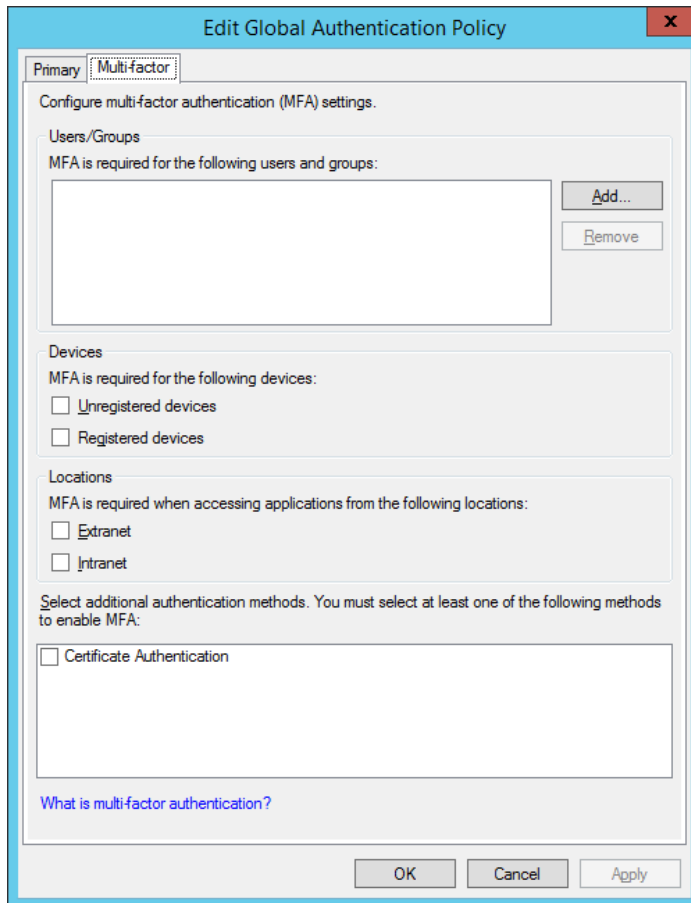 Edit Global Authentication Policy
x
Primary
Multi-factor
Configure multi-factor authentication (MFA) settings.
Users/Groups
MFA is required for the following users and groups:
Add...
Remove
Devices
MFA is required for the following devices:
Unregistered devices
Registered devices
Locations
MFA is required when accessing applications from the following locations:
Extranet
Intranet
Select additional authentication methods. You must select at least one of the following methods
to enable MFA:
Certificate Authentication
What is multi-factor authentication?
OK
Cancel
Apply